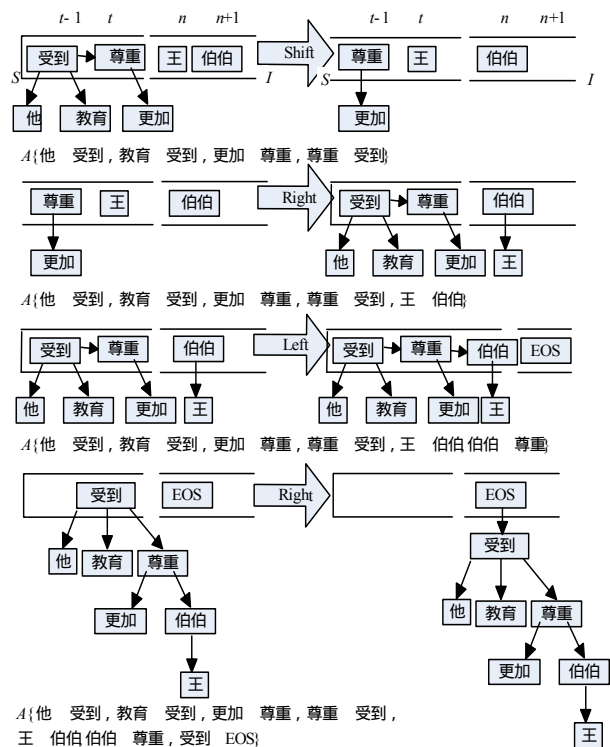 t-1 t n n+1 t-1 t n n+1
受到 尊重 王 伯伯 Shift 尊重 王 伯伯
S I S I
他 教育 更加 更加
A{他 受到,教育 受到,更加 尊重,尊重 受到}
尊重 王 伯伯 Right 受到 尊重 伯伯
更加 他 教育 更加 王
A{他 受到,教育 受到,更加 尊重,尊重 受到,王 伯伯}
受到 尊重 伯伯 Left 受到 尊重 伯伯 EOS
他 教育 更加 王 他 教育 更加 王
A{他 受到,教育 受到,更加 尊重,尊重 受到,王 伯伯,伯伯 尊重}
受到 EOS Right EOS
受到
他 教育 尊重
他 教育 尊重
更加 伯伯
更加 伯伯
王
王
A{他 受到,教育 受到,更加 尊重,尊重 受到,
王 伯伯,伯伯 尊重,受到 EOS}